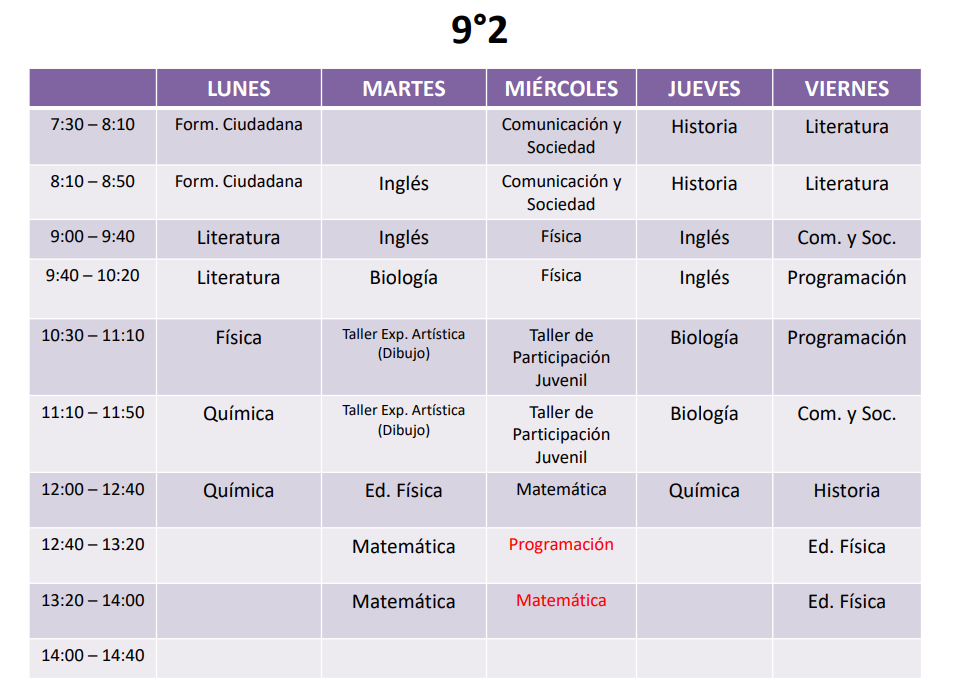 9°2
LUNES MARTES MIÉRCOLES JUEVES VIERNES
7:30 – 8:10 Form. Ciudadana Comunicación y Historia Literatura
Sociedad
8:10 – 8:50 Form. Ciudadana Inglés Comunicación y Historia Literatura
Sociedad
9:00 – 9:40 Literatura Inglés Física Inglés Com. y Soc.
9:40 – 10:20 Literatura Biología Física Inglés Programación
10:30 – 11:10 Física Taller Exp. Artística Taller de Biología Programación
(Dibujo) Participación
Juvenil
11:10 – 11:50 Química Taller Exp. Artística Taller de Biología Com. y Soc.
(Dibujo) Participación
Juvenil
12:00 – 12:40 Química Ed. Física Matemática Química Historia
12:40 – 13:20 Matemática Programación Ed. Física
13:20 – 14:00 Matemática Matemática Ed. Física
14:00 – 14:40